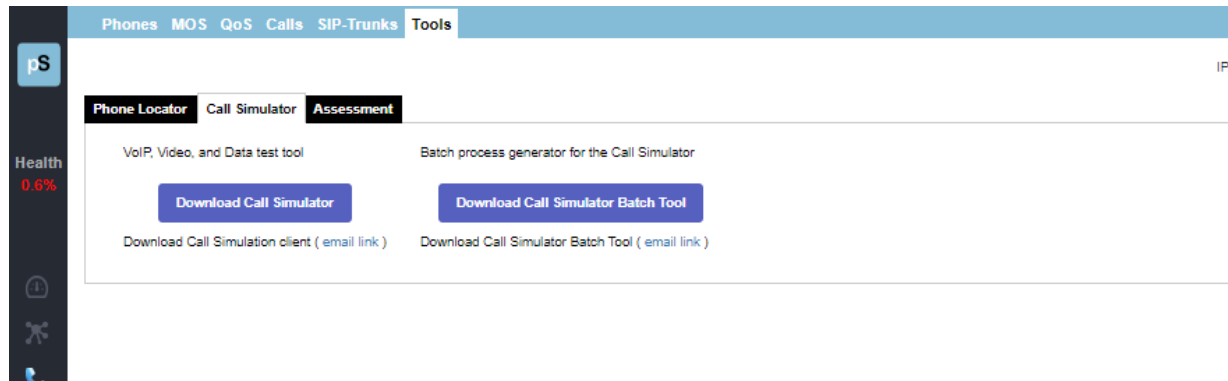 Phones MOS QoS Calls SIP-Trunks Tools
pS
IP
Phone Locator Call Simulator Assessment
VoIP, Video, and Data test tool Batch process generator for the Call Simulator
Health
0.6%
Download Call Simulator Download Call Simulator Batch Tool
Download Call Simulation client ( email link ) Download Call Simulator Batch Tool ( email link )